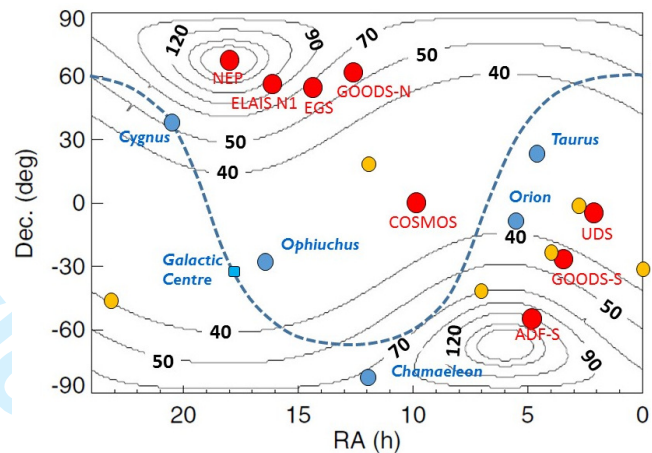 90
60
30
0
-30
-60
-90
Dec. (deg)
120
90
70
50
40
NEP
ELAIS N1
EGS
GOODS-N
50
40
Cygnus
Taurus
Orion
COSMOS
UDS
Ophiuchus
Galactic
Centre
40
GOODS-S
50
40
50
70
120
90
ADF-S
Chamaeleon
20
15
10
5
0
RA (h)